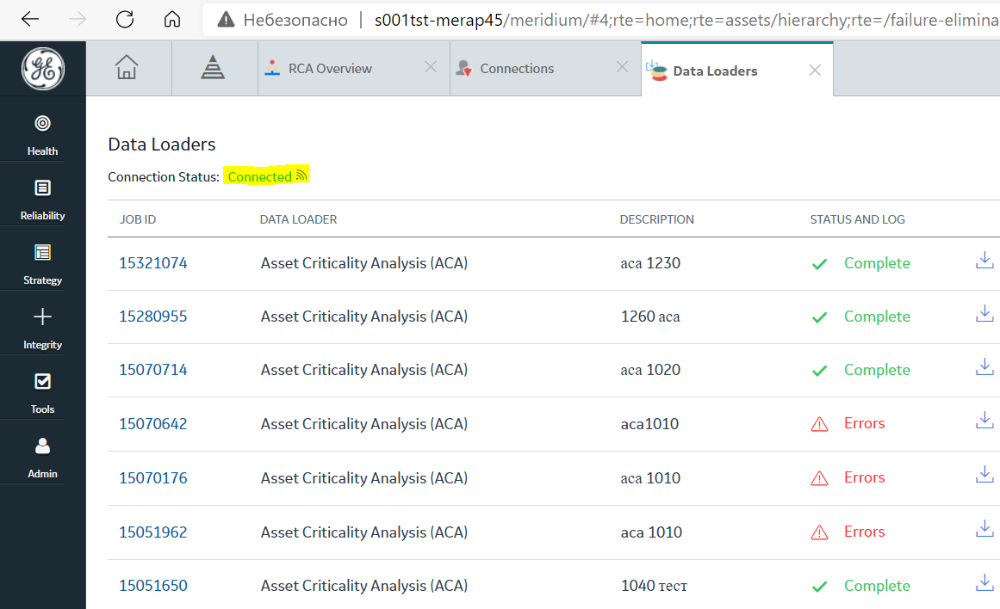 Небезопасно | s001tst-merap45/meridium/#4;rte=home;rte=assets/hierarchy;rte=/failure-elimina
RCA Overview
Connections
Data Loaders
Health
Reliability
Strategy
Integrity
Tools
Admin
Data Loaders
Connection Status: Connected
JOB ID DATA LOADER DESCRIPTION STATUS AND LOG
15321074 Asset Criticality Analysis (ACA) аса 1230 Complete
15280955 Asset Criticality Analysis (ACA) 1260 аса Complete
15070714 Asset Criticality Analysis (ACA) аса 1020 Complete
15070642 Asset Criticality Analysis (ACA) aca1010 Errors
15070176 Asset Criticality Analysis (ACA) аса 1010 Errors
15051962 Asset Criticality Analysis (ACA) aca 1010 Errors
15051650 Asset Criticality Analysis (ACA) 1040 тест Complete